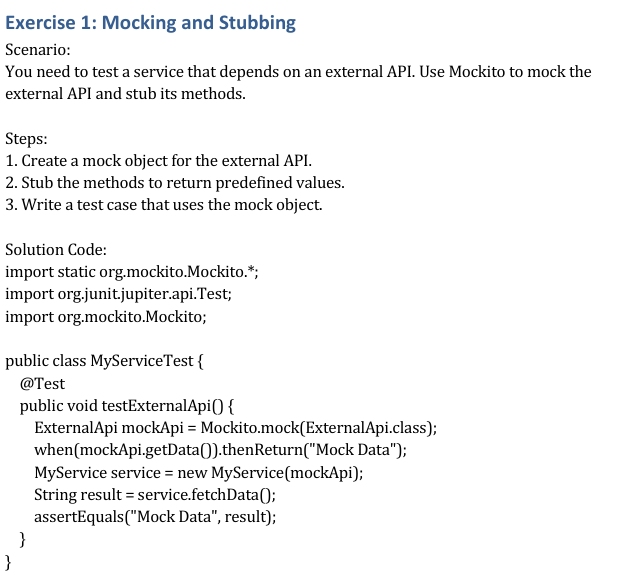 Exercise 1: Mocking and Stubbing
Scenario:
You need to test a service that depends on an external API. Use Mockito to mock the
external API and stub its methods.
Steps:
1. Create a mock object for the external API.
2. Stub the methods to return predefined values.
3. Write a test case that uses the mock object.
Solution Code:
import static org.mockito.Mockito.*;
import org.junit.jupiter.api.Test;
import org.mockito.Mockito;
public class MyServiceTest {
@Test
public void testExternalApi() {
ExternalApi mockApi = Mockito.mock(ExternalApi.class);
when(mockApi.getData()).thenReturn("Mock Data");
MyService service = new MyService(mockApi);
String result = service.fetchData();
assertEquals("Mock Data", result);
}
}